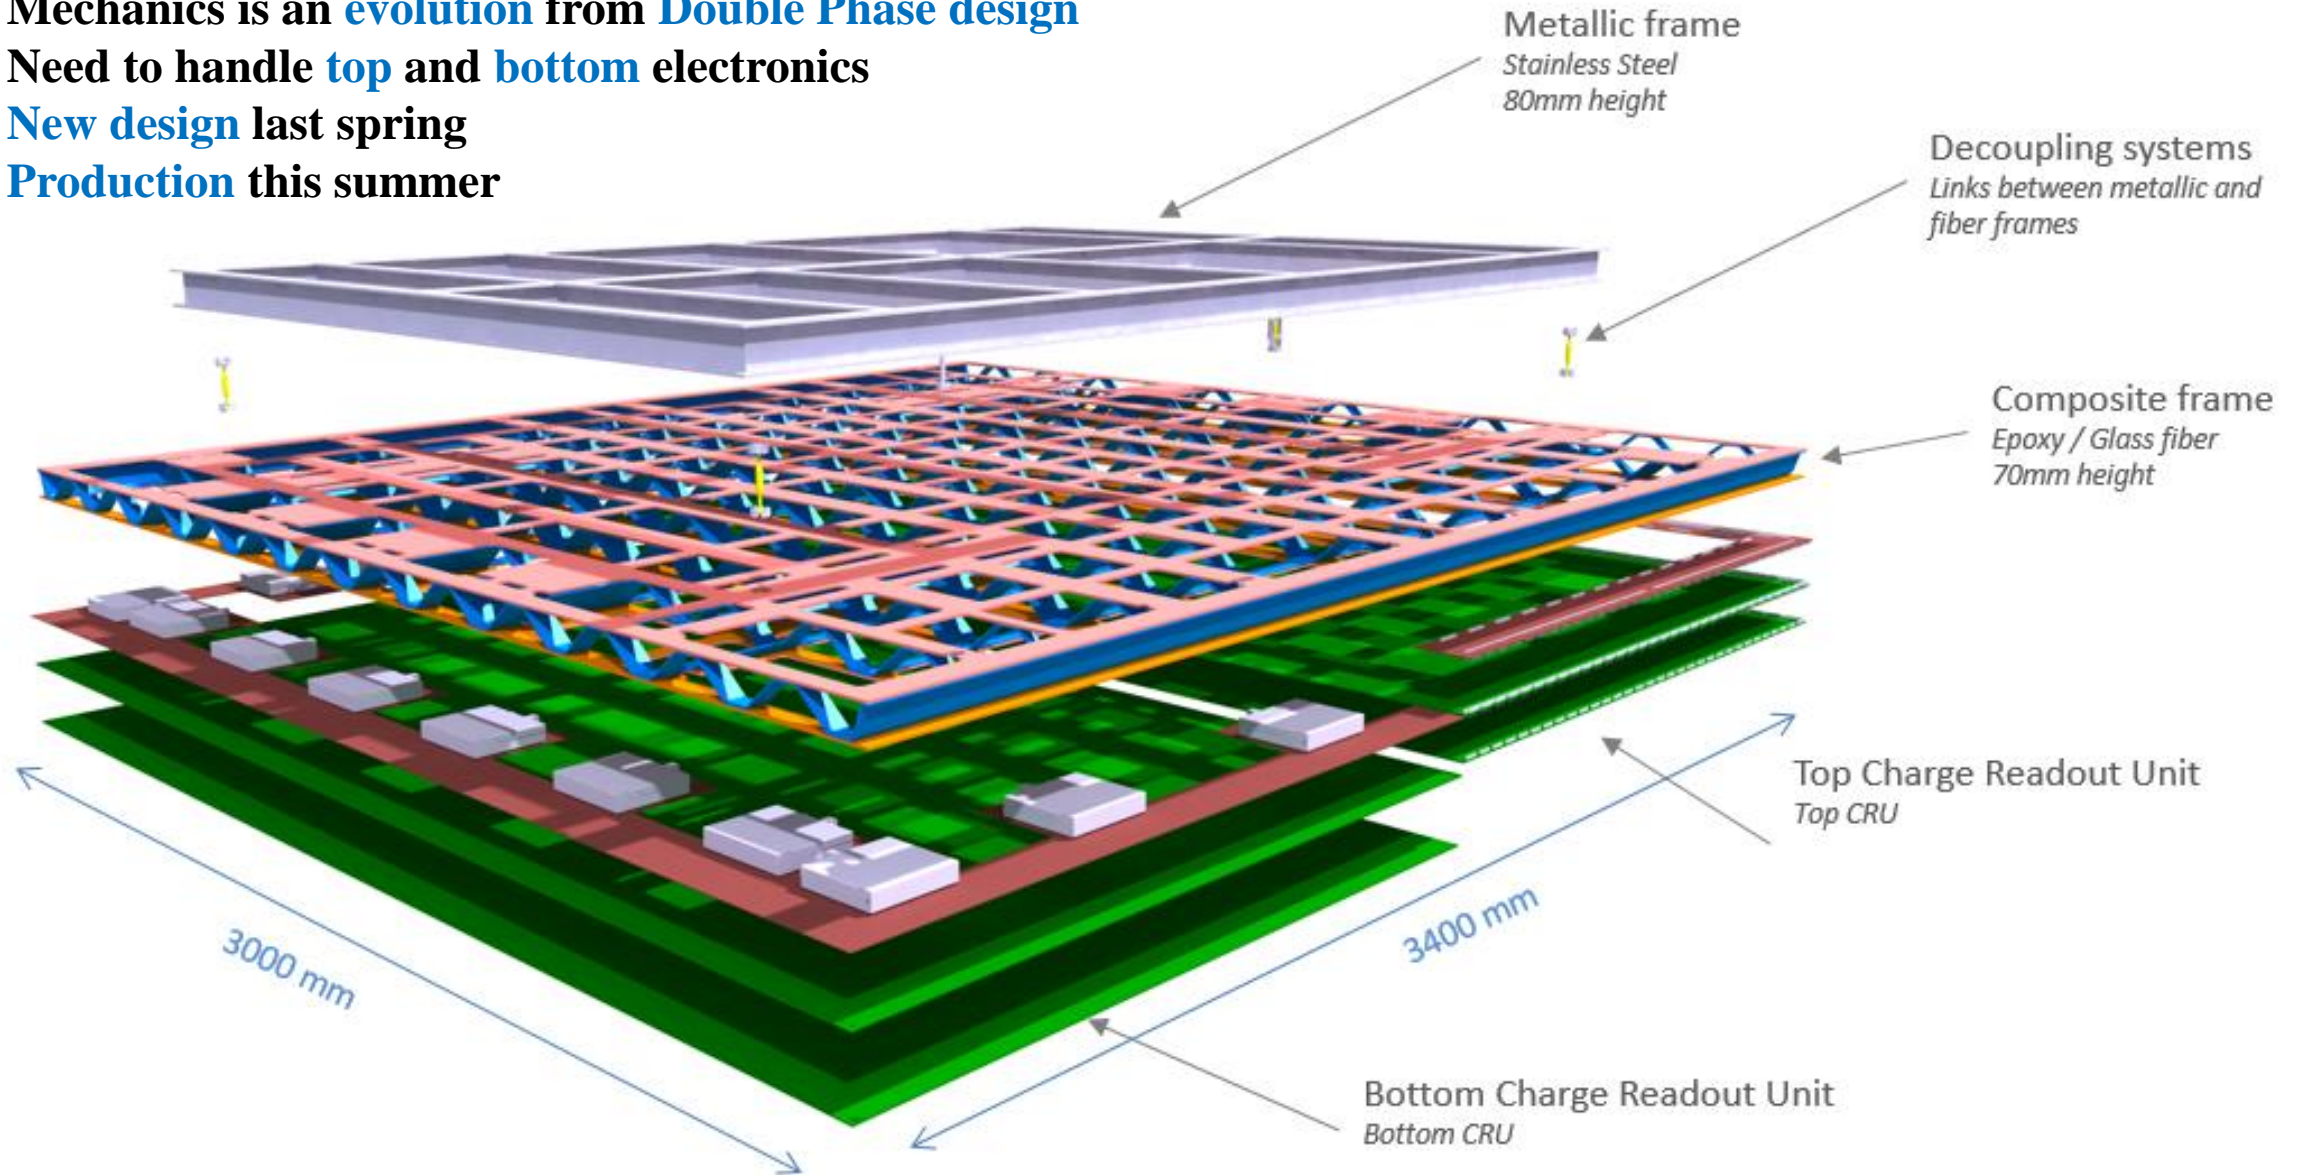 Mechanics is an evolution from Double Phase design
Need to handle top and bottom electronics
New design last spring
Production this summer
Metallic frame
Stainless Steel
80mm height
Decoupling systems
Links between metallic and
fiber frames
Composite frame
Epoxy / Glass fiber
70mm height
Top Charge Readout Unit
Top CRU
3400 mm
3000 mm
Bottom Charge Readout Unit
Bottom CRU